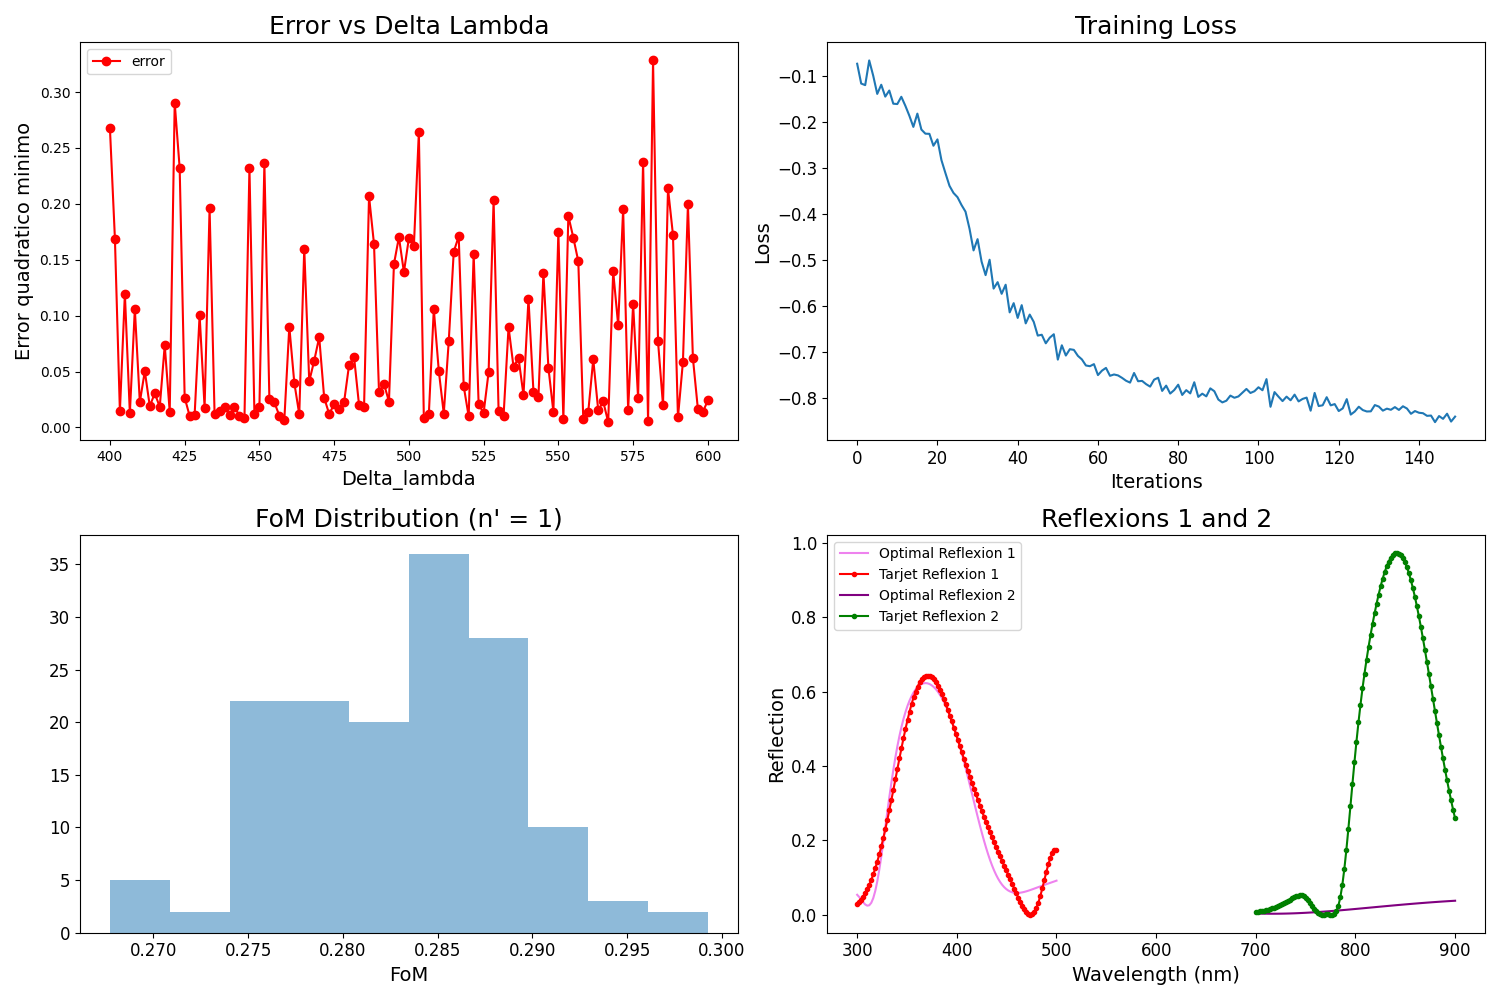 Error vs Delta Lambda
error
Error quadratico minimo
0.30
0.25
0.20
0.15
0.10
0.05
0.00
400 425 450 475 500 525 550 575 600
Delta_lambda
Training Loss
Loss
−0.1
−0.2
−0.3
−0.4
−0.5
−0.6
−0.7
−0.8
0 20 40 60 80 100 120 140
Iterations
FoM Distribution (n' = 1)
35
30
25
20
15
10
5
0
0.270 0.275 0.280 0.285 0.290 0.295 0.300
FoM
Reflexions 1 and 2
Optimal Reflexion 1
Tarjet Reflexion 1
Optimal Reflexion 2
Tarjet Reflexion 2
Reflection
1.0
0.8
0.6
0.4
0.2
0.0
300 400 500 600 700 800 900
Wavelength (nm)